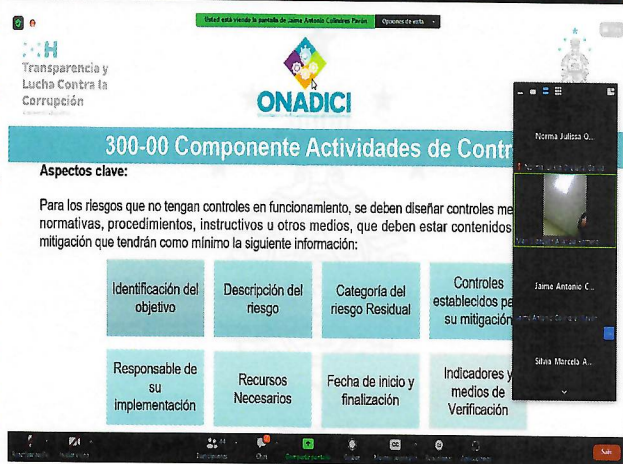 Usted está viendo la pantalla de Jaime Antonio Colindres Pavón
Opciones de vista
H
Transparencia y
Lucha Contra la
Corrupción
ONADICI
300-00 Componente Actividades de Contr
Aspectos clave:
Para los riesgos que no tengan controles en funcionamiento, se deben diseñar controles me
normativas, procedimientos, instructivos u otros medios, que deben estar contenidos
mitigación que tendrán como mínimo la siguiente información:
Identificación del
objetivo
Descripción del
riesgo
Categoría del
riesgo Residual
Controles
establecidos pa
su mitigación
Responsable de
su
implementación
Recursos
Necesarios
Fecha de inicio y
finalización
Indicadores y
medios de
Verificación
Norma Julissa O...
Jaime Antonio C...
Silvia Marcela A...
44
Chat
Compartir pantalla
Salir